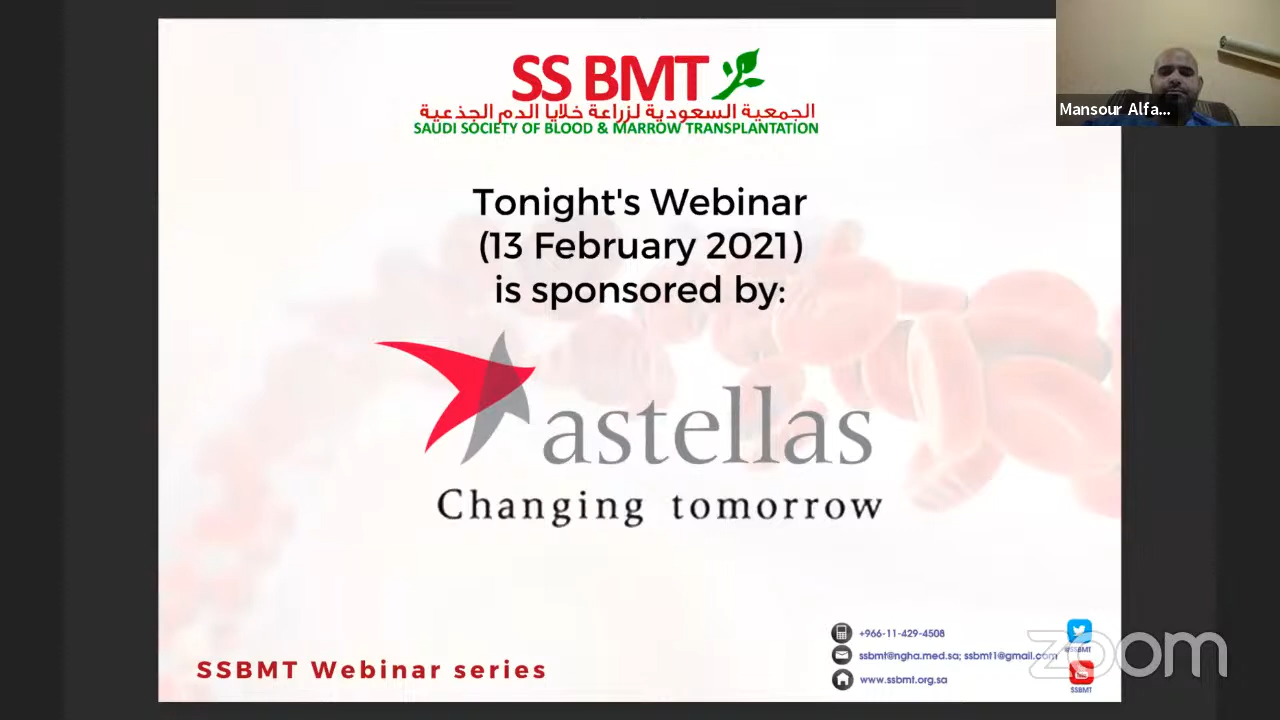 SS BMT
الجمعية السعودية لزراعة خلايا الدم الجذعية
SAUDI SOCIETY OF BLOOD & MARROW TRANSPLANTATION
Mansour Alfa...
Tonight's Webinar
(13 February 2021)
is sponsored by:
astellas
Changing tomorrow
SSBMT Webinar series
+966-11-429-4508
ssbmt@ngha.med.sa; ssbmt1@gmail.com
www.ssbmt.org.sa
@SSBMT
SSBMT
zoom